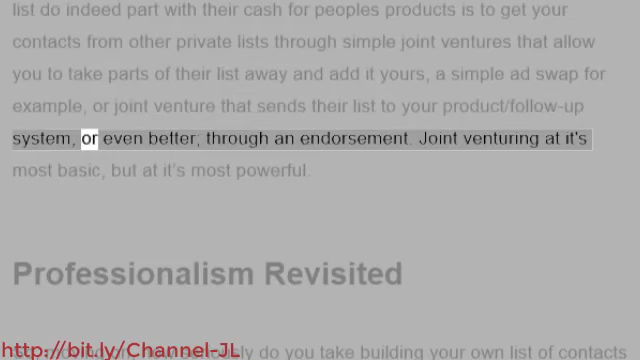 list do indeed part with their cash for peoples products is to get your
contacts from other private lists through simple joint ventures that allow
you to take parts of their list away and add it yours, a simple ad swap for
example, or joint venture that sends their list to your product/follow-up
system, or even better; through an endorsement. Joint venturing at it's
most basic, but at it's most powerful.
Professionalism Revisited
http://bit.ly/Channel-JL
do you take building your own list of contacts